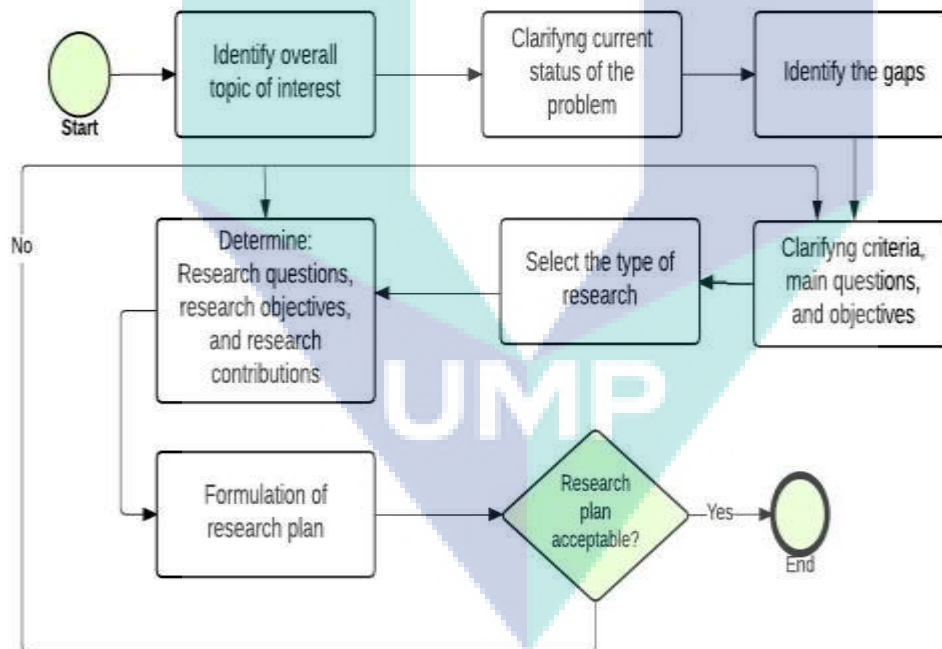 Identify overall
topic of interest
Clarifyng current
status of the
problem
Identify the gaps
Start
No
Determine:
Research questions,
research objectives,
and research
contributions
Select the type of
research
Clarifyng criteria,
main questions,
and objectives
UMP
Formulation of
research plan
Research
plan
acceptable?
Yes
End